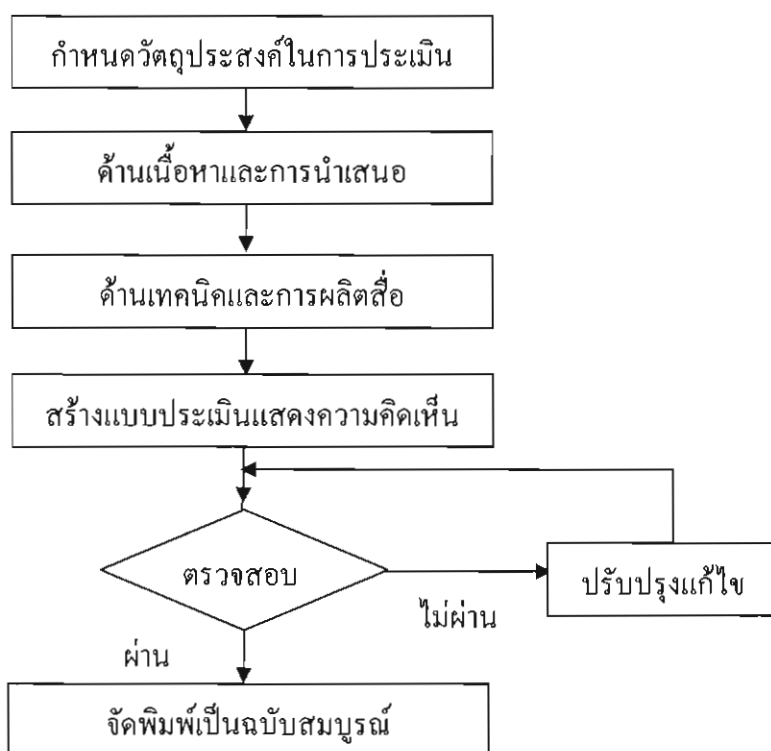 กำหนดวัตถุประสงค์ในการประเมิน
ด้านเนื้อหาและการนำเสนอ
ด้านเทคนิคและการผลิตสื่อ
สร้างแบบประเมินแสดงความคิดเห็น
ตรวจสอบ
ปรับปรุงแก้ไข
ไม่ผ่าน
ผ่าน
จัดพิมพ์เป็นฉบับสมบูรณ์